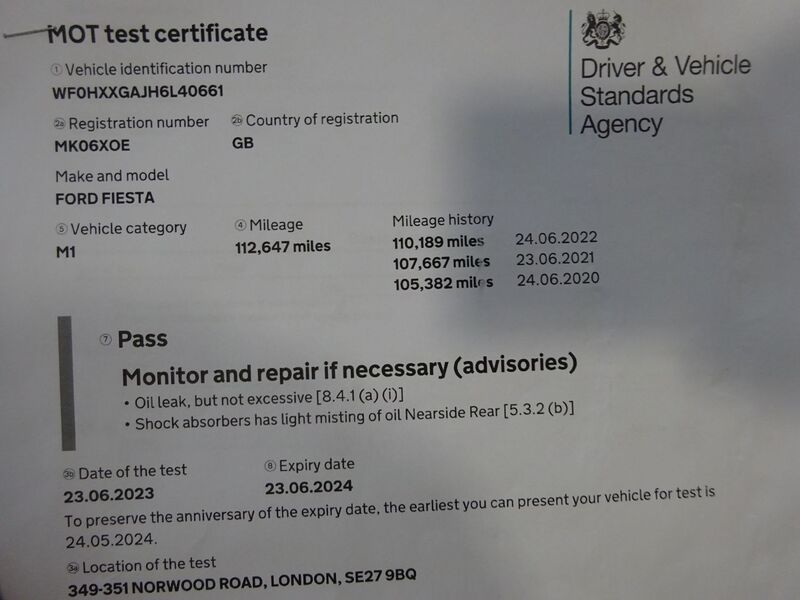 MOT test certificate
Driver & Vehicle
Standards
Agency
1 Vehicle identification number
WF0HXXGAJH6L40661
2a Registration number 2b Country of registration
MK06XOE GB
Make and model
FORD FIESTA
5 Vehicle category 4 Mileage Mileage history
M1 112,647 miles 110,189 miles 24.06.2022
107,667 miles 23.06.2021
105,382 miles 24.06.2020
7 Pass
Monitor and repair if necessary (advisories)
• Oil leak, but not excessive [8.4.1 (a) (i)]
• Shock absorbers has light misting of oil Nearside Rear [5.3.2 (b)]
3b Date of the test 8 Expiry date
23.06.2023 23.06.2024
To preserve the anniversary of the expiry date, the earliest you can present your vehicle for test is
24.05.2024.
3a Location of the test
349-351 NORWOOD ROAD, LONDON, SE27 9BQ